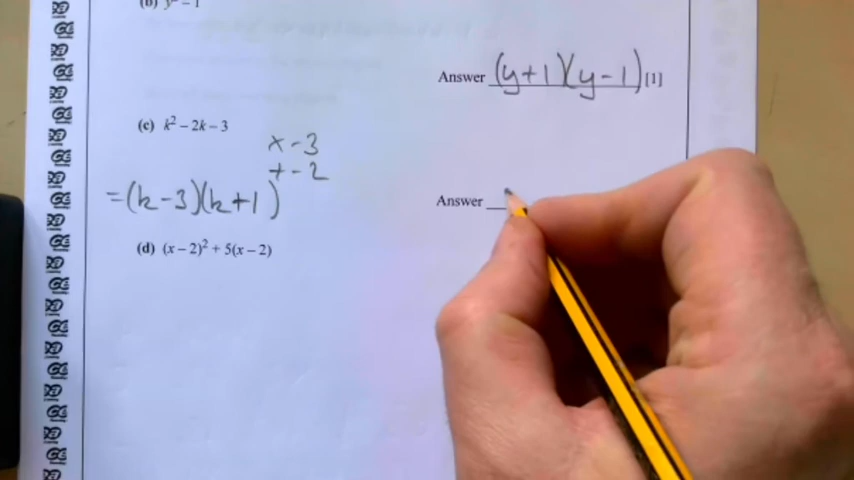 (b) y² − 1
Answer (y+1)(y−1) [1]
(c) k² − 2k − 3
× −3
+ −2
=(k−3)(k+1)
Answer
(d) (x − 2)² + 5(x − 2)